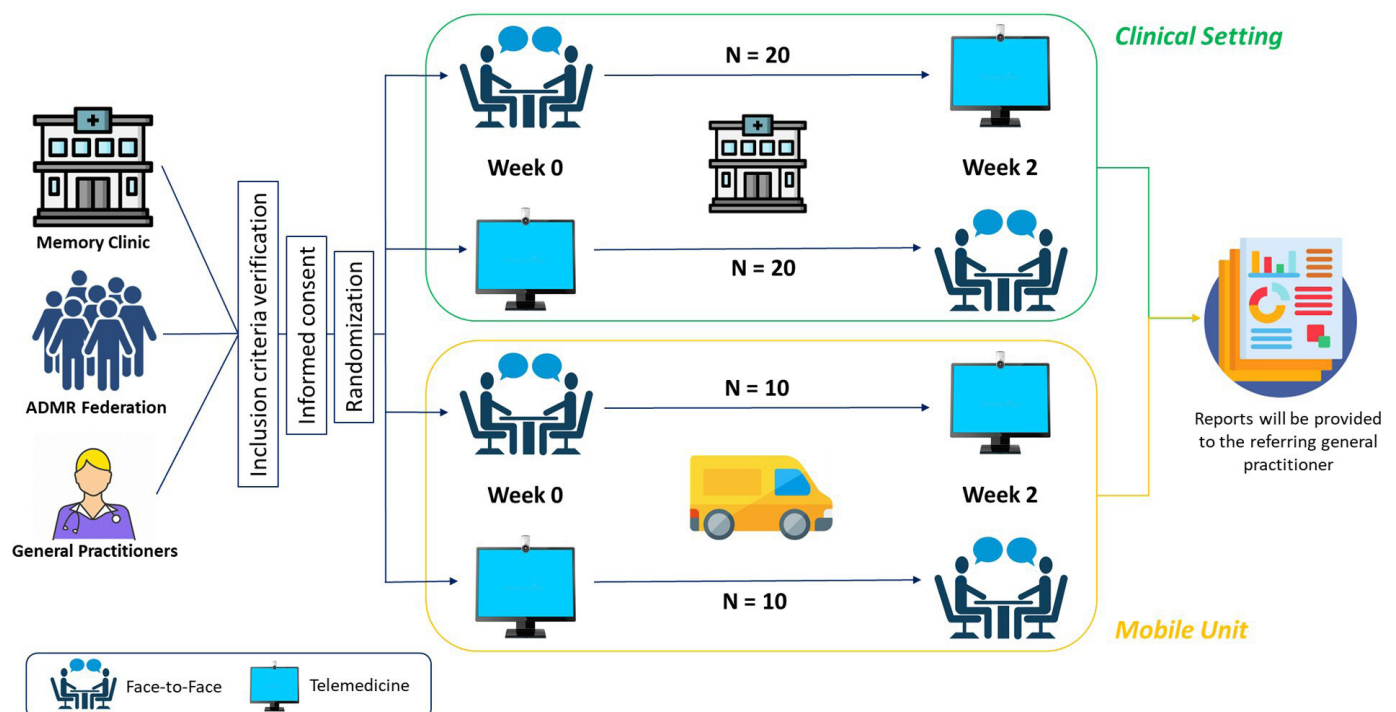 Memory Clinic
ADMR Federation
General Practitioners
Inclusion criteria verification
Informed consent
Randomization
Clinical Setting
N = 20
Week 0
Week 2
N = 20
N = 10
Week 0
Week 2
N = 10
Mobile Unit
Reports will be provided
to the referring general
practitioner
Face-to-Face
Telemedicine